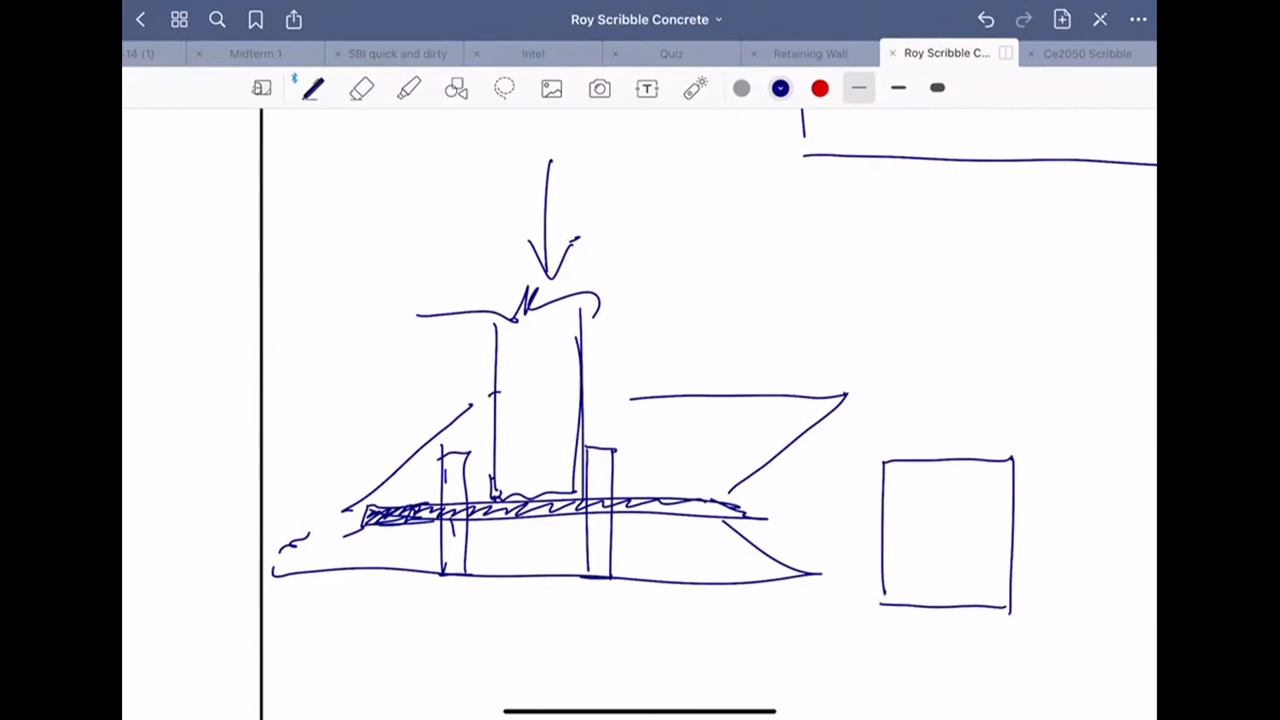 Roy Scribble Concrete
14 (1)
Midterm 1
SBI quick and dirty
Intel
Quiz
Retaining Wall
Roy Scribble C...
Ce2050 Scribble
T